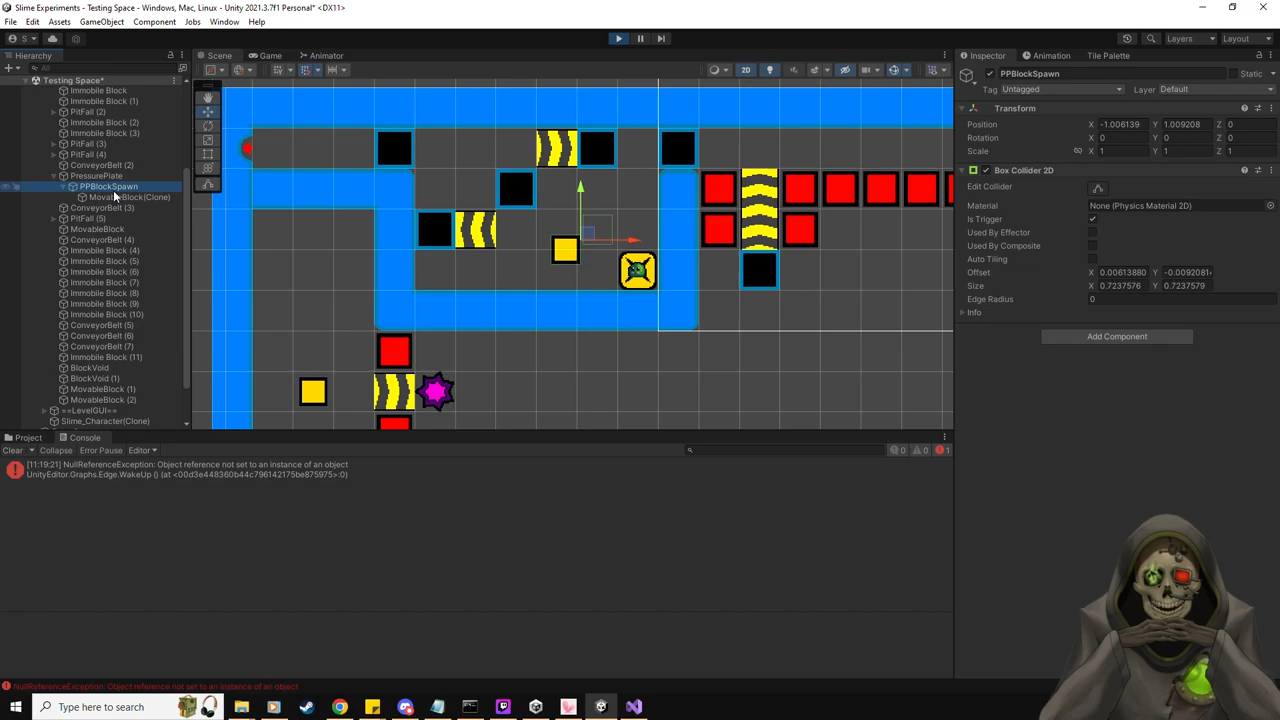 Slime Experiments - Testing Space - Windows, Mac, Linux - Unity 2021.3.7f1 Personal* <DX11>
File Edit Assets GameObject Component Jobs Window Help
S Layers Layout
Hierarchy Scene Game Animator Inspector Animation Tile Palette
All
2D
Testing Space*
Immobile Block
Immobile Block (1)
PitFall (2)
Immobile Block (2)
Immobile Block (3)
PitFall (3)
PitFall (4)
ConveyorBelt (2)
PressurePlate
PPBlockSpawn
MovableBlock(Clone)
ConveyorBelt (3)
PitFall (5)
MovableBlock
ConveyorBelt (4)
Immobile Block (4)
Immobile Block (5)
Immobile Block (6)
Immobile Block (7)
Immobile Block (8)
Immobile Block (9)
Immobile Block (10)
ConveyorBelt (5)
ConveyorBelt (6)
ConveyorBelt (7)
Immobile Block (11)
BlockVoid
BlockVoid (1)
MovableBlock (1)
MovableBlock (2)
==LevelGUI==
Slime_Character(Clone)
PPBlockSpawn Static
Tag Untagged Layer Default
Transform
Position X -1.006139 Y 1.009208 Z 0
Rotation X 0 Y 0 Z 0
Scale X 1 Y 1 Z 1
Box Collider 2D
Edit Collider
Material None (Physics Material 2D)
Is Trigger
Used By Effector
Used By Composite
Auto Tiling
Offset X 0.00613880 Y -0.0092081
Size X 0.7237576 Y 0.7237579
Edge Radius 0
Info
Add Component
Project Console
Clear Collapse Error Pause Editor 0 0 1
[11:19:21] NullReferenceException: Object reference not set to an instance of an object
UnityEditor.Graphs.Edge.WakeUp () (at <00d3e448360b44c796142175be875975>:0)
NullReferenceException: Object reference not set to an instance of an object
Type here to search